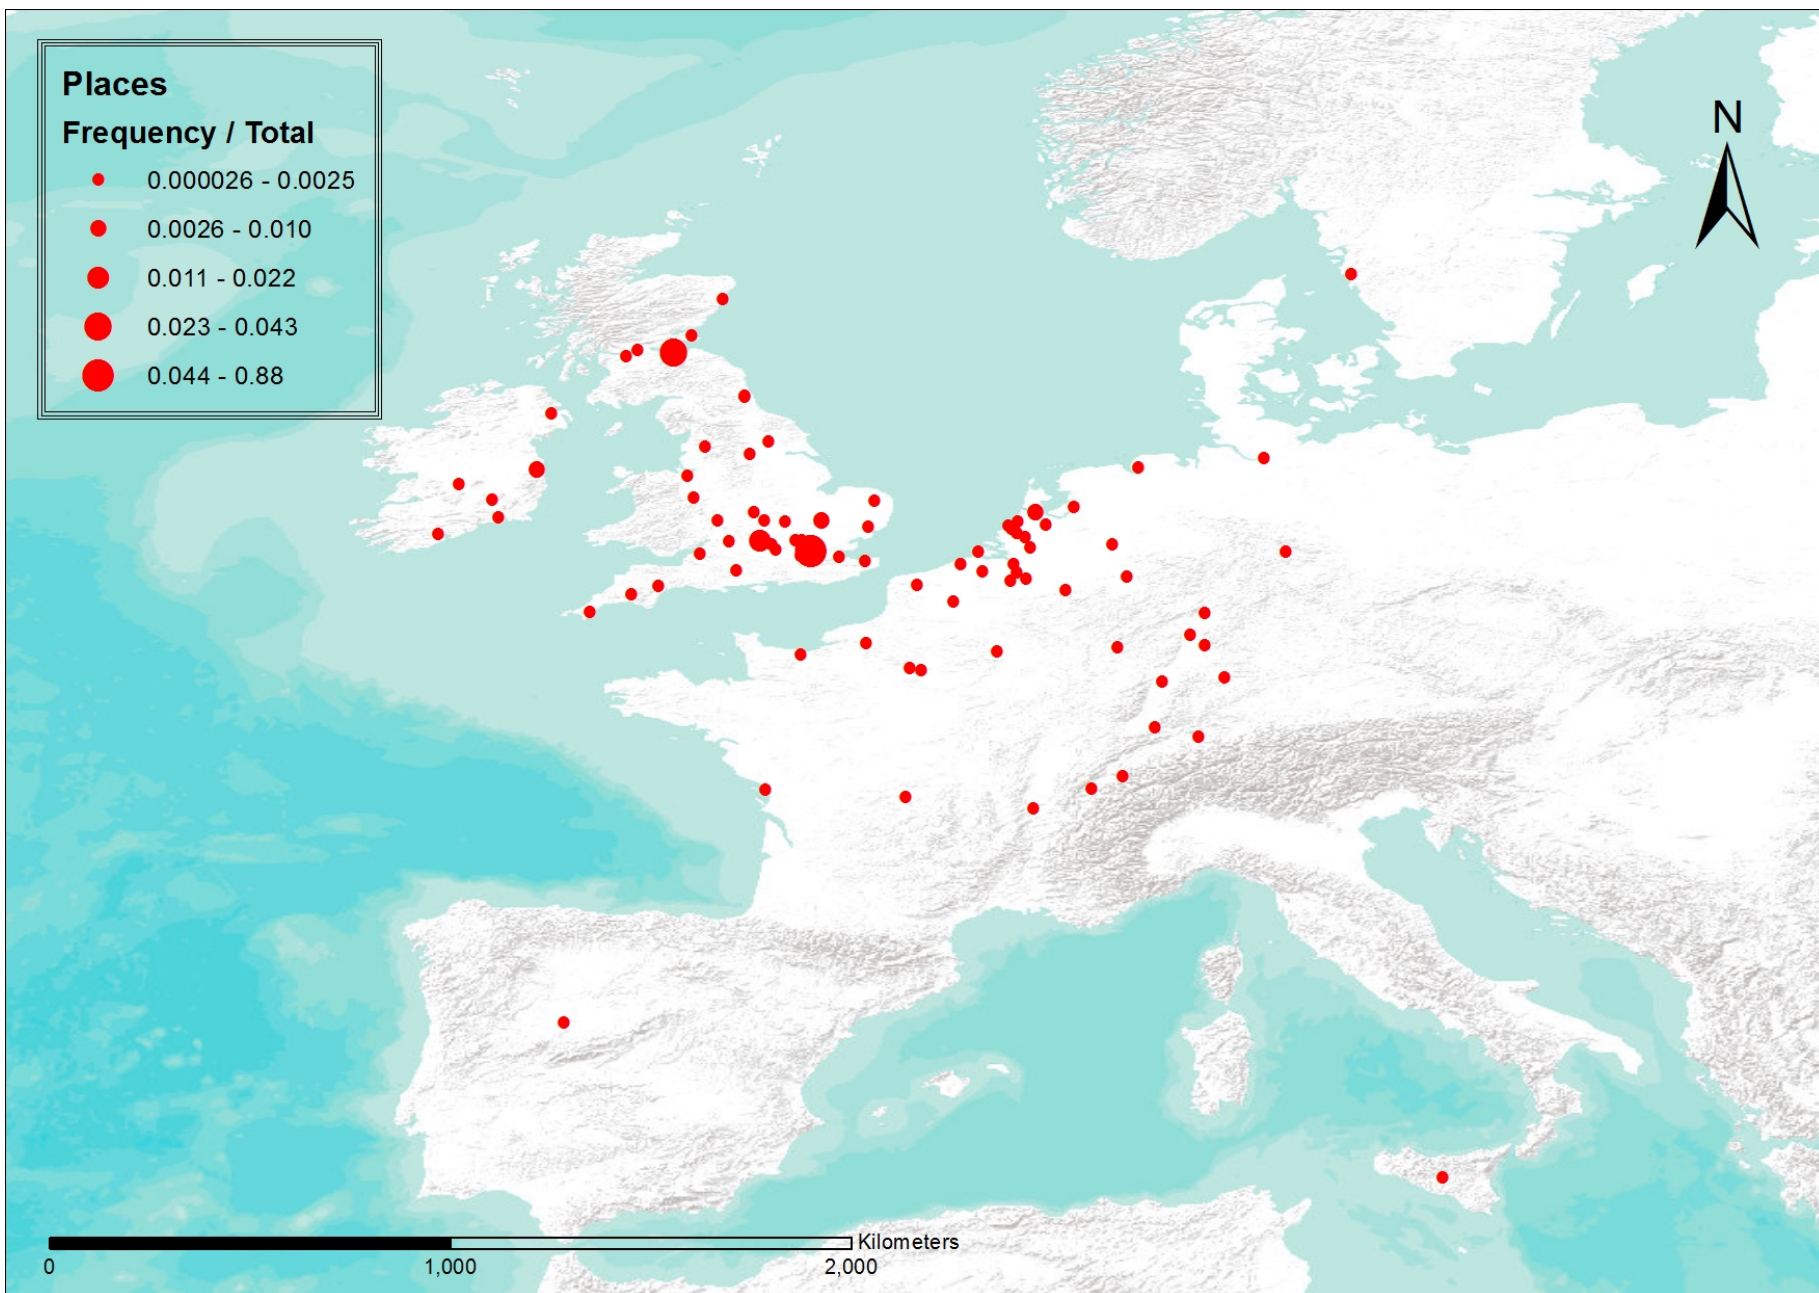 Places
Frequency / Total
0.000026 - 0.0025
0.0026 - 0.010
0.011 - 0.022
0.023 - 0.043
0.044 - 0.88
N
Kilometers
0 1,000 2,000